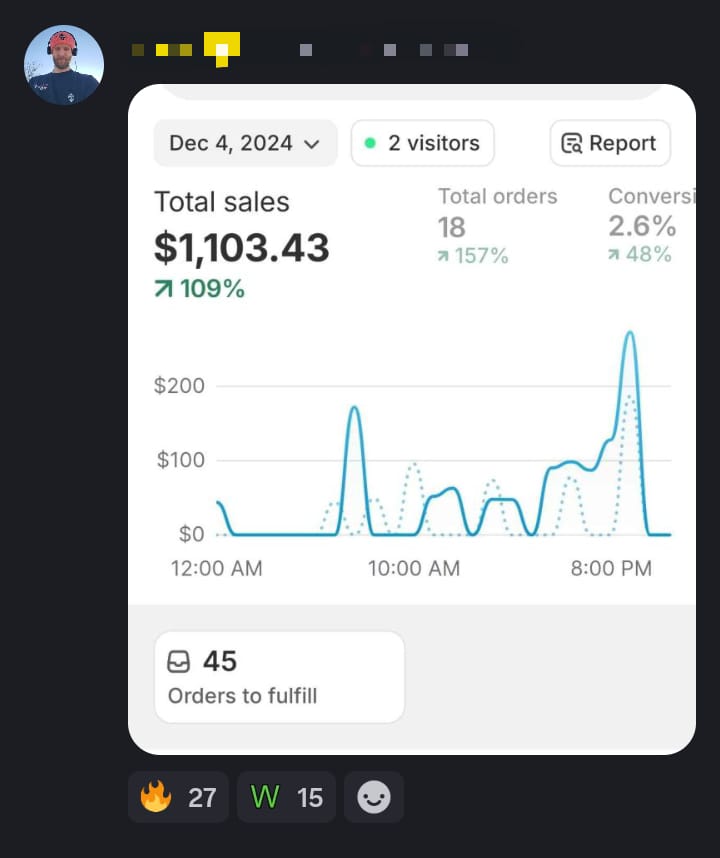 Dec 4, 2024
2 visitors
Report
Total sales
$1,103.43
109%
Total orders
18
157%
Conversi
2.6%
48%
$200
$100
$0
12:00 AM
10:00 AM
8:00 PM
45
Orders to fulfill
27
W 15